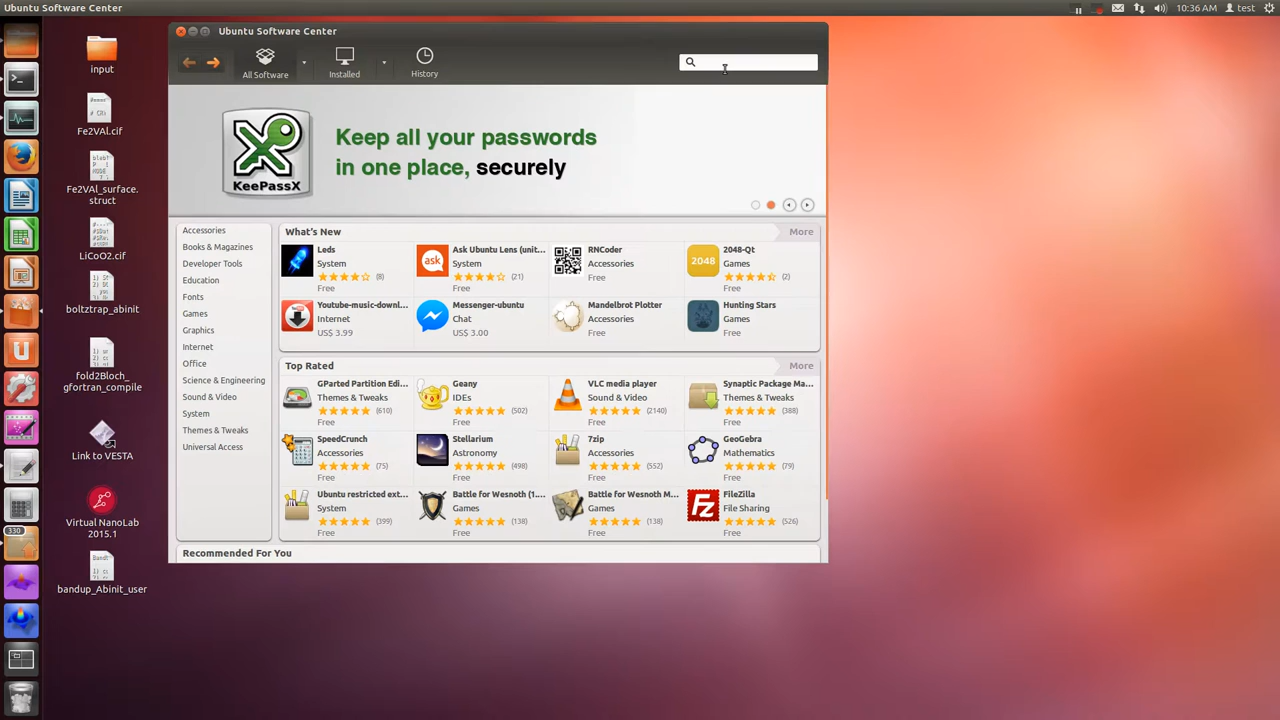 Ubuntu Software Center
10:36 AM
test
Ubuntu Software Center
All Software
Installed
History
Keep all your passwords
in one place, securely
KeePassX
Accessories
Books & Magazines
Developer Tools
Education
Fonts
Games
Graphics
Internet
Office
Science & Engineering
Sound & Video
System
Themes & Tweaks
Universal Access
What's New
More
Leds
System
(8)
Free
Ask Ubuntu Lens (unit...
System
(21)
Free
RNCoder
Accessories
Free
2048-Qt
Games
(2)
Free
Youtube-music-downl...
Internet
US$ 3.99
Messenger-ubuntu
Chat
US$ 3.00
Mandelbrot Plotter
Accessories
Free
Hunting Stars
Games
Free
ask
2048
Top Rated
More
GParted Partition Edi...
Themes & Tweaks
(610)
Free
Geany
IDEs
(502)
Free
VLC media player
Sound & Video
(2140)
Free
Synaptic Package Ma...
Themes & Tweaks
(388)
Free
SpeedCrunch
Accessories
(75)
Free
Stellarium
Astronomy
(498)
Free
7zip
Accessories
(552)
Free
GeoGebra
Mathematics
(79)
Free
Ubuntu restricted ext...
System
(399)
Free
Battle for Wesnoth (1....
Games
(138)
Free
Battle for Wesnoth M...
Games
(138)
Free
FileZilla
File Sharing
(526)
Free
Fz
Recommended For You
input
Fe2VAl.cif
Fe2VAl_surface.
struct
LiCoO2.cif
boltztrap_abinit
fold2Bloch_
gfortran_compile
Link to VESTA
Virtual NanoLab
2015.1
bandup_Abinit_user
330